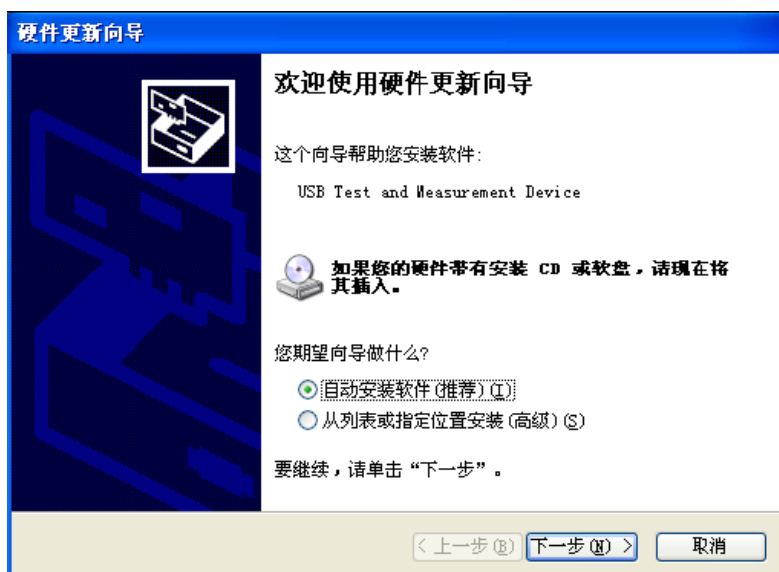 硬件更新向导
欢迎使用硬件更新向导
这个向导帮助您安装软件:
USB Test and Measurement Device
如果您的硬件带有安装 CD 或软盘，请现在将
其插入。
您期望向导做什么?
自动安装软件(推荐)(I)
从列表或指定位置安装(高级)(S)
要继续，请单击“下一步”。
< 上一步(B) 下一步(N) > 取消